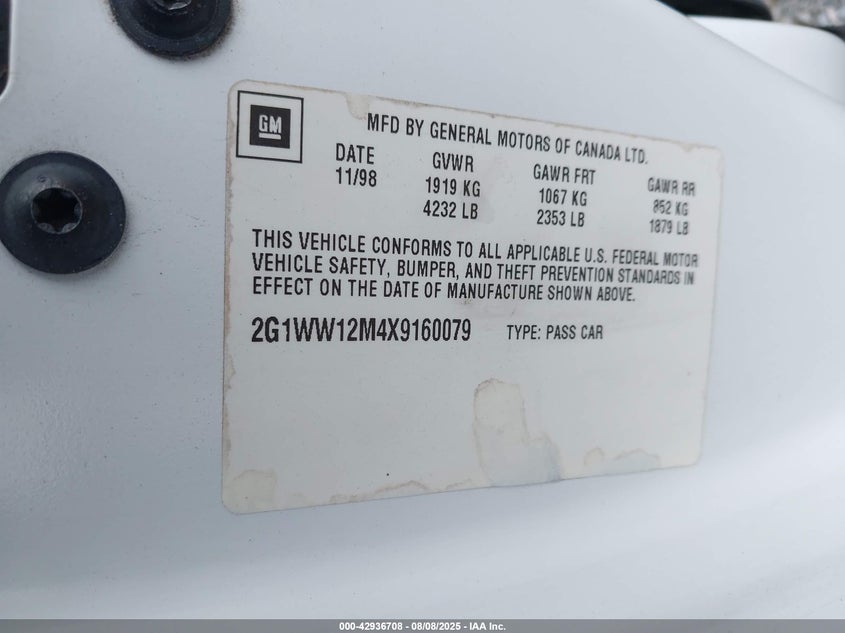 GM
MFD BY GENERAL MOTORS OF CANADA LTD.
DATE GVWR GAWR FRT GAWR RR
11/98 1919 KG 1067 KG 852 KG
4232 LB 2353 LB 1879 LB
THIS VEHICLE CONFORMS TO ALL APPLICABLE U.S. FEDERAL MOTOR
VEHICLE SAFETY, BUMPER, AND THEFT PREVENTION STANDARDS IN
EFFECT ON THE DATE OF MANUFACTURE SHOWN ABOVE.
2G1WW12M4X9160079 TYPE: PASS CAR
000-42936708 - 08/08/2025 - IAA Inc.